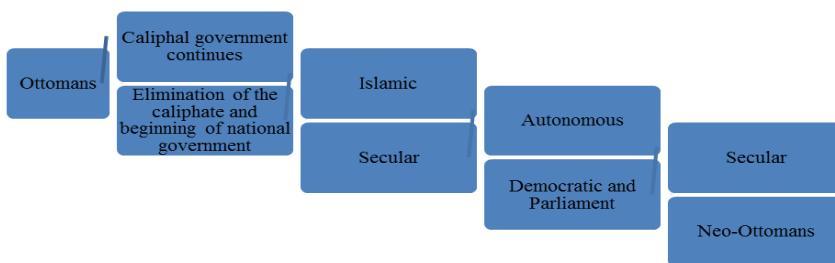 Ottomans
Caliphal government
continues
Elimination of the
caliphate and
beginning of national
government
Islamic
Secular
Autonomous
Democratic and
Parliament
Secular
Neo-Ottomans